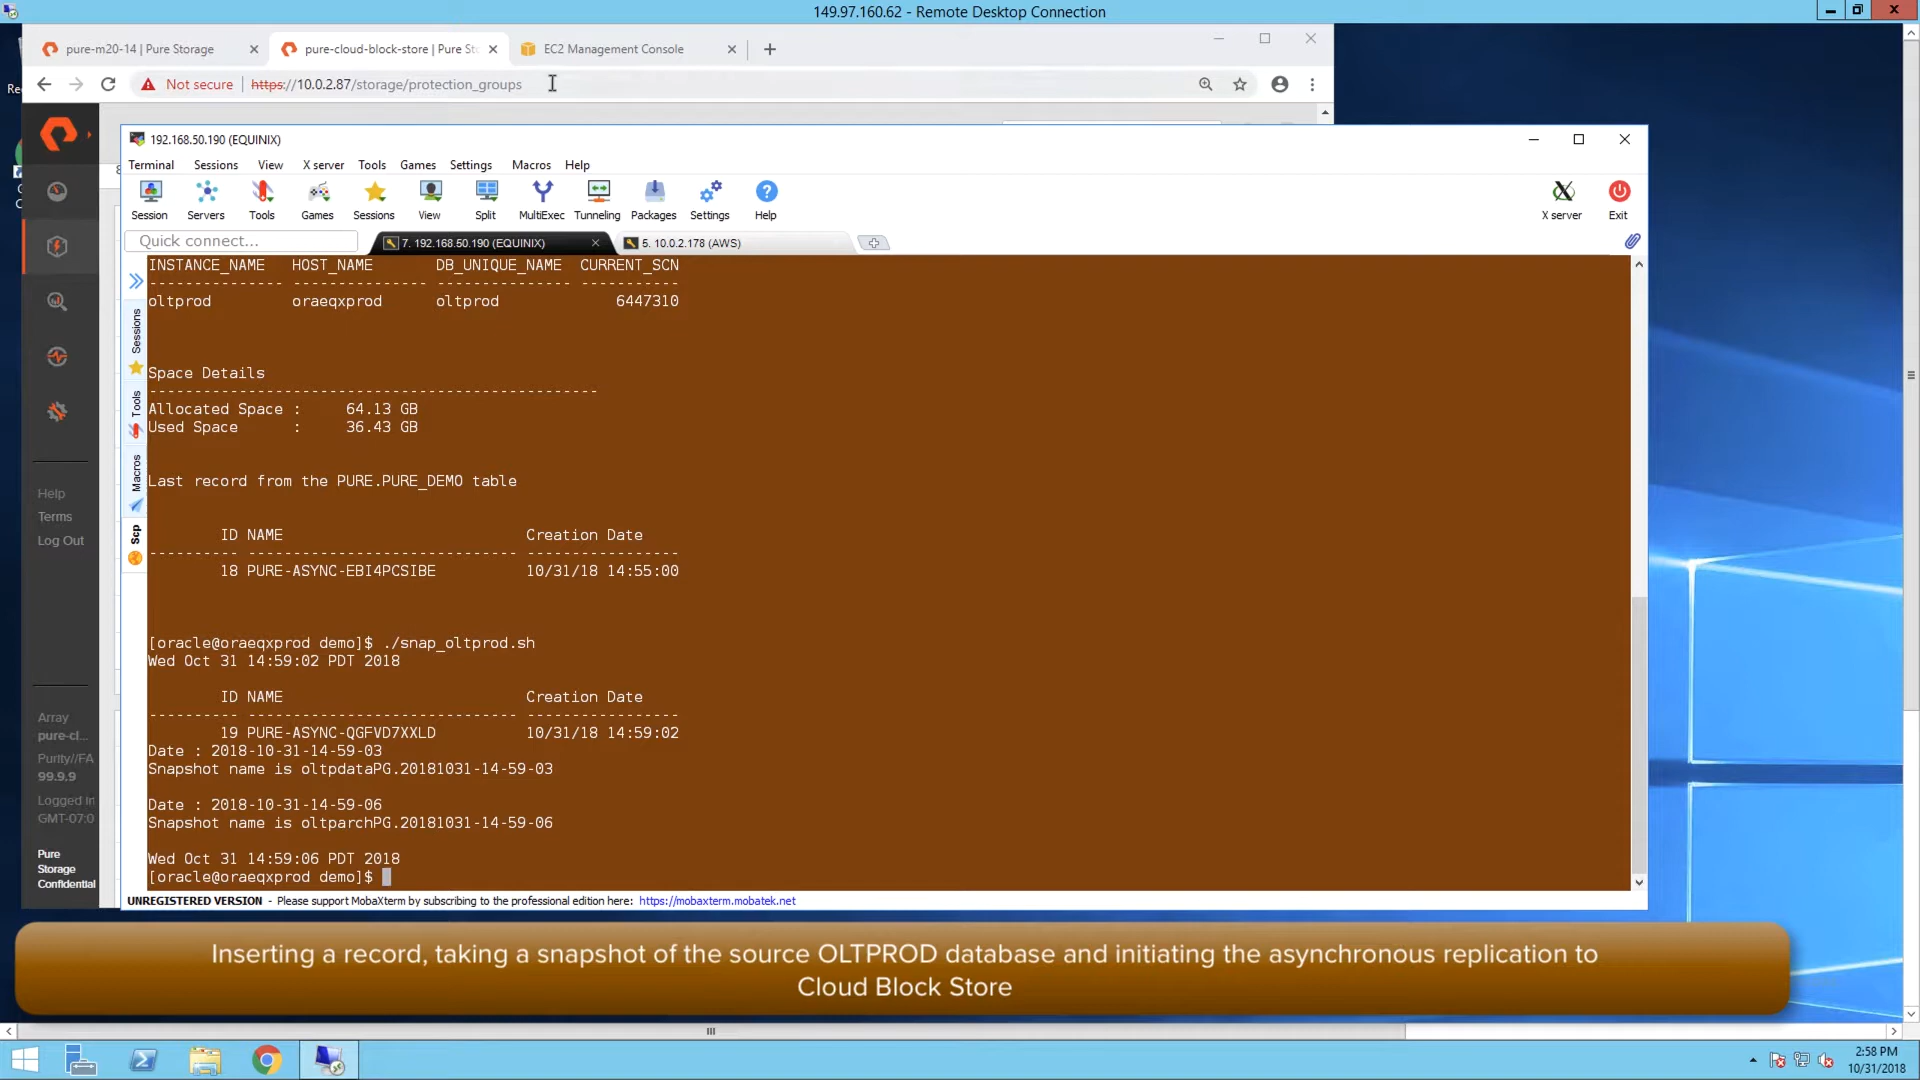 149.97.160.62 - Remote Desktop Connection
pure-m20-14 | Pure Storage
pure-cloud-block-store | Pure Sto
EC2 Management Console
Not secure
https://10.0.2.87/storage/protection_groups
192.168.50.190 (EQUINIX)
Terminal Sessions View X server Tools Games Settings Macros Help
Session Servers Tools Games Sessions View Split MultiExec Tunneling Packages Settings Help X server Exit
Quick connect...
7. 192.168.50.190 (EQUINIX)
5. 10.0.2.178 (AWS)
INSTANCE_NAME HOST_NAME DB_UNIQUE_NAME CURRENT_SCN
--------------- --------------- --------------- -----------
oltprod oraeqxprod oltprod 6447310
Space Details
--------------------------------------------------
Allocated Space : 64.13 GB
Used Space : 36.43 GB
Last record from the PURE.PURE_DEMO table
ID NAME Creation Date
---------- ------------------------------ -----------------
18 PURE-ASYNC-EBI4PCSIBE 10/31/18 14:55:00
[oracle@oraeqxprod demo]$ ./snap_oltprod.sh
Wed Oct 31 14:59:02 PDT 2018
ID NAME Creation Date
---------- ------------------------------ -----------------
19 PURE-ASYNC-QGFVD7XXLD 10/31/18 14:59:02
Date : 2018-10-31-14-59-03
Snapshot name is oltpdataPG.20181031-14-59-03
Date : 2018-10-31-14-59-06
Snapshot name is oltparchPG.20181031-14-59-06
Wed Oct 31 14:59:06 PDT 2018
[oracle@oraeqxprod demo]$
Sessions
Tools
Macros
Scp
Help
Terms
Log Out
Array
pure-cl...
Purity//FA
99.9.9
Logged in
GMT-07:0
Pure
Storage
Confidential
UNREGISTERED VERSION - Please support MobaXterm by subscribing to the professional edition here: https://mobaxterm.mobatek.net
Inserting a record, taking a snapshot of the source OLTPROD database and initiating the asynchronous replication to
Cloud Block Store
2:58 PM
10/31/2018